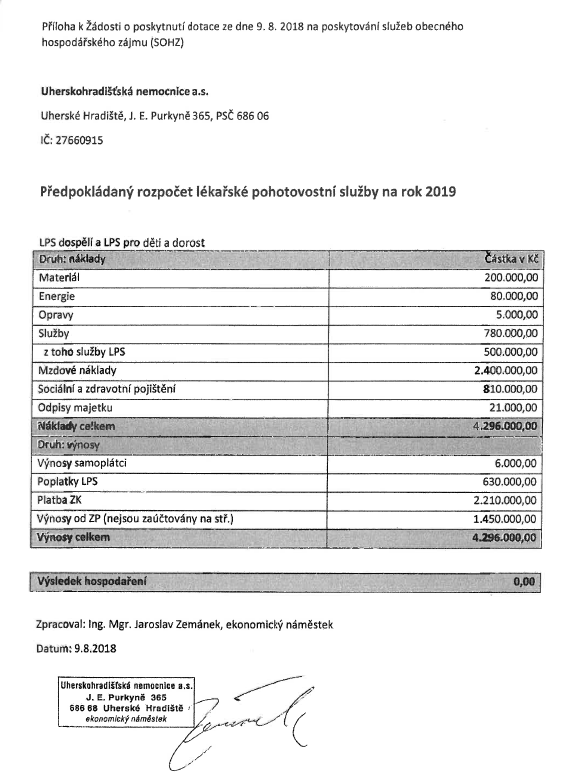 Příloha k Žádosti o poskytnutí dotace ze dne 9. 8. 2018 na poskytování služeb obecného
hospodářského zájmu (SOHZ)
Uherskohradišťská nemocnice a.s.
Uherské Hradiště, J. E. Purkyně 365, PSČ 686 06
IČ: 27660915
Předpokládaný rozpočet lékařské pohotovostní služby na rok 2019
LPS dospělí a LPS pro děti a dorost
Druh: náklady Částka v Kč
Materiál 200.000,00
Energie 80.000,00
Opravy 5.000,00
Služby 780.000,00
z toho služby LPS 500.000,00
Mzdové náklady 2.400.000,00
Sociální a zdravotní pojištění 810.000,00
Odpisy majetku 21.000,00
Náklady celkem 4.296.000,00
Druh: výnosy
Výnosy samoplátci 6.000,00
Poplatky LPS 630.000,00
Platba ZK 2.210.000,00
Výnosy od ZP (nejsou zaúčtovány na stř.) 1.450.000,00
Výnosy celkem 4.296.000,00
Výsledek hospodaření 0,00
Zpracoval: Ing. Mgr. Jaroslav Zemánek, ekonomický náměstek
Datum: 9.8.2018
Uherskohradišťská nemocnice a.s.
J. E. Purkyně 365
686 68 Uherské Hradiště
ekonomický náměstek